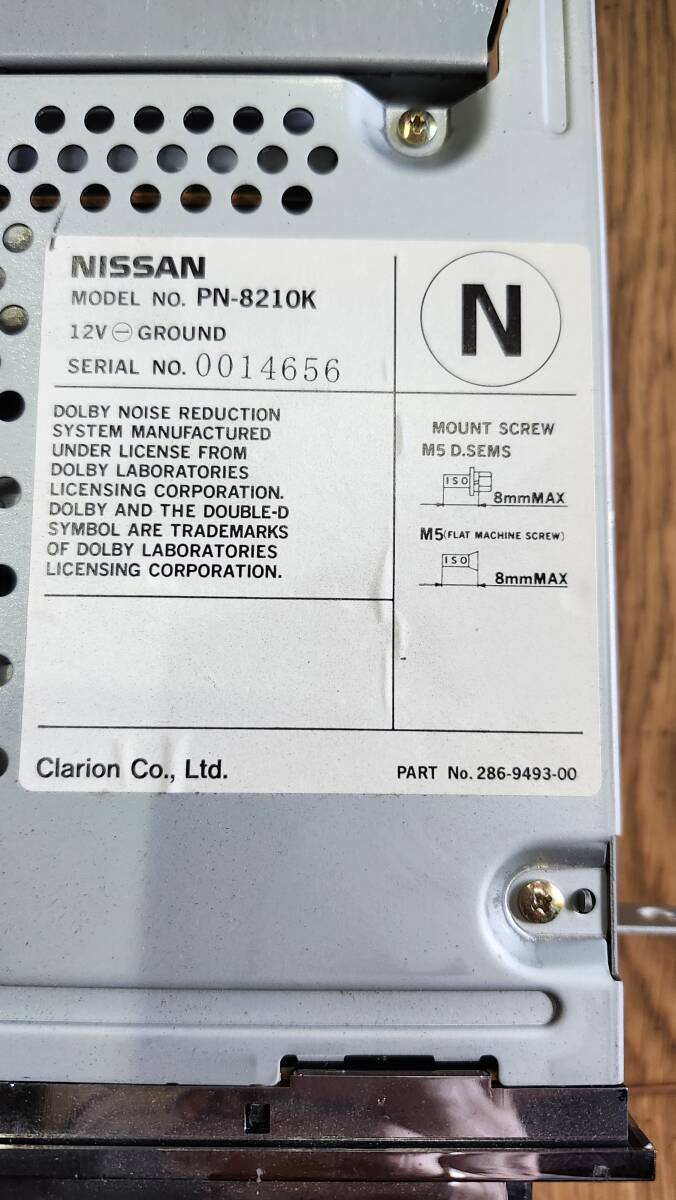 NISSAN
MODEL NO. PN-8210K
12V ⊖ GROUND
SERIAL NO. 0014656
N
DOLBY NOISE REDUCTION
SYSTEM MANUFACTURED
UNDER LICENSE FROM
DOLBY LABORATORIES
LICENSING CORPORATION.
DOLBY AND THE DOUBLE-D
SYMBOL ARE TRADEMARKS
OF DOLBY LABORATORIES
LICENSING CORPORATION.
MOUNT SCREW
M5 D.SEMS
ISO
8mmMAX
M5(FLAT MACHINE SCREW)
ISO
8mmMAX
Clarion Co., Ltd.
PART No. 286-9493-00